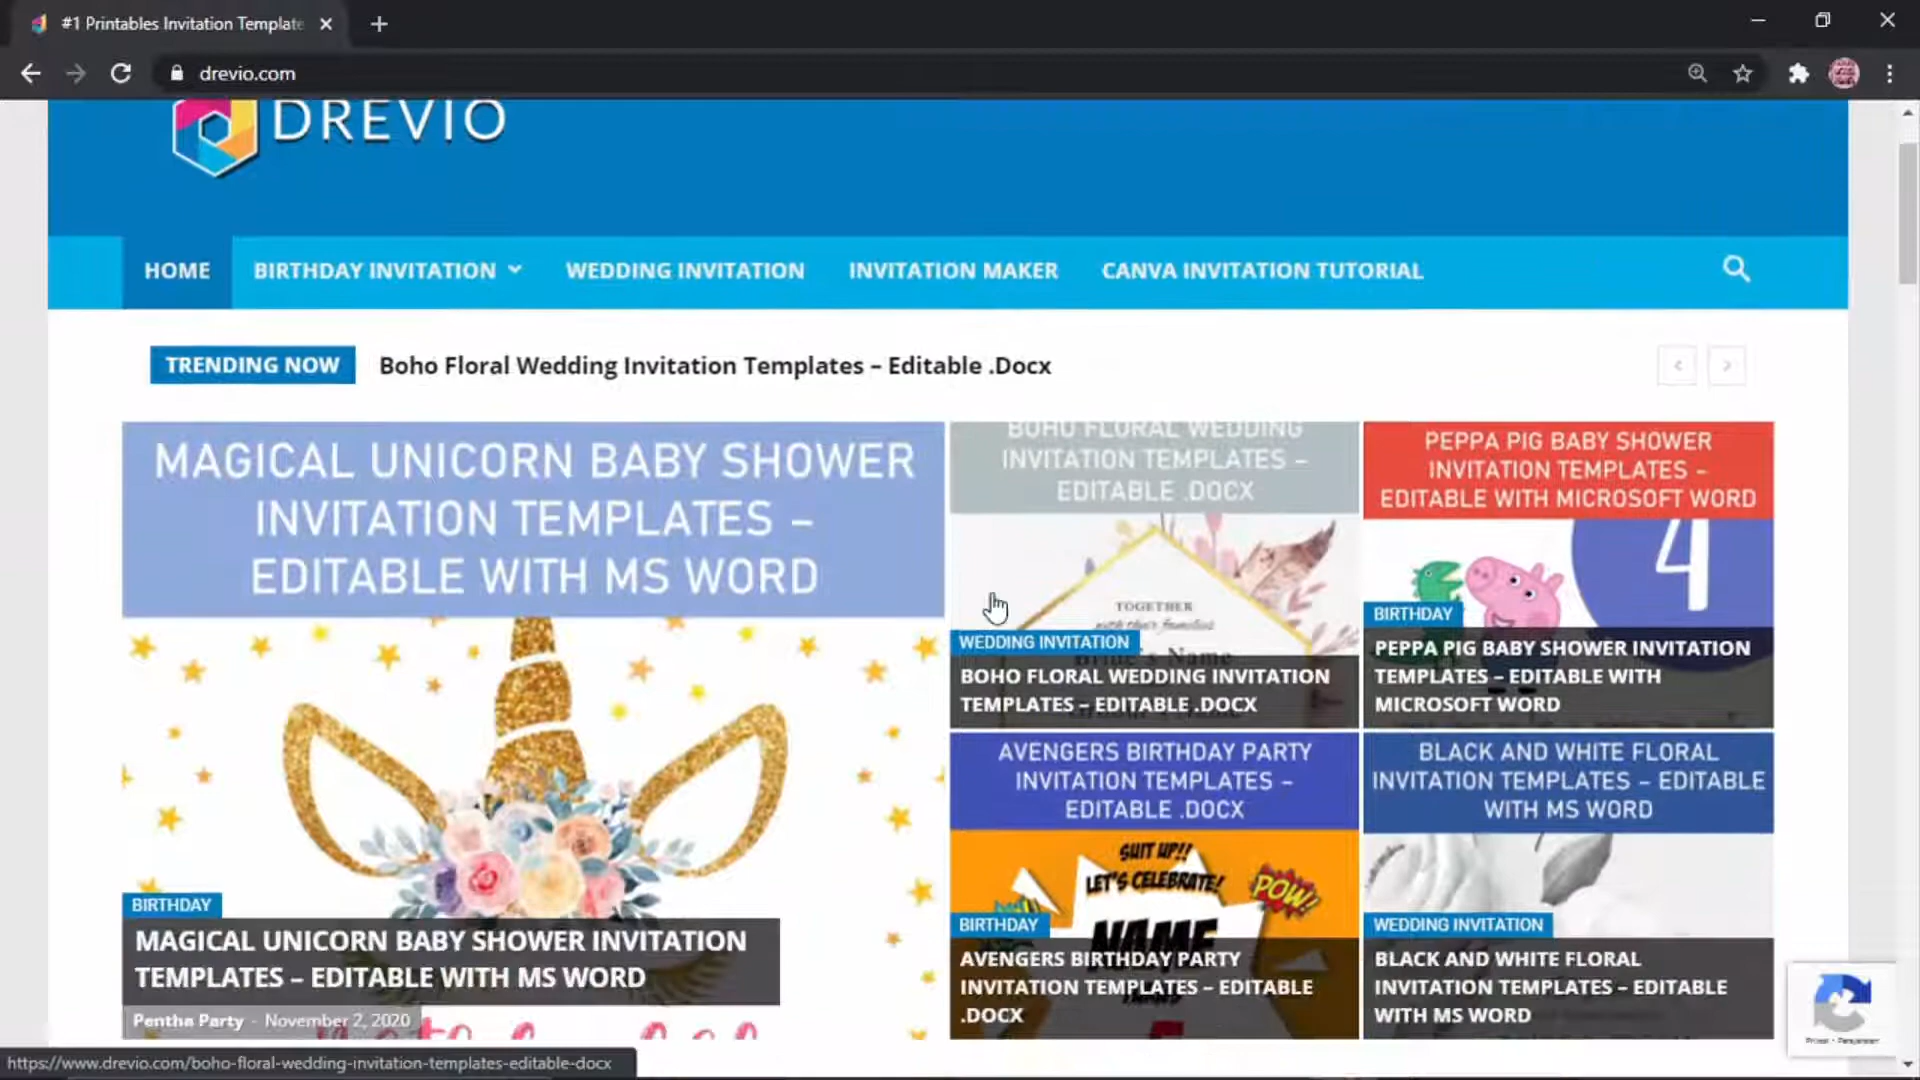 #1 Printables Invitation Template
drevio.com
DREVIO
HOME
BIRTHDAY INVITATION
WEDDING INVITATION
INVITATION MAKER
CANVA INVITATION TUTORIAL
TRENDING NOW
Boho Floral Wedding Invitation Templates – Editable .Docx
MAGICAL UNICORN BABY SHOWER
INVITATION TEMPLATES –
EDITABLE WITH MS WORD
BIRTHDAY
MAGICAL UNICORN BABY SHOWER INVITATION
TEMPLATES – EDITABLE WITH MS WORD
Pentha Party - November 2, 2020
BOHO FLORAL WEDDING
INVITATION TEMPLATES –
EDITABLE .DOCX
TOGETHER
with their families
Bride's Name
WEDDING INVITATION
BOHO FLORAL WEDDING INVITATION
TEMPLATES – EDITABLE .DOCX
PEPPA PIG BABY SHOWER
INVITATION TEMPLATES –
EDITABLE WITH MICROSOFT WORD
4
BIRTHDAY
PEPPA PIG BABY SHOWER INVITATION
TEMPLATES – EDITABLE WITH
MICROSOFT WORD
AVENGERS BIRTHDAY PARTY
INVITATION TEMPLATES –
EDITABLE .DOCX
SUIT UP!!
LET'S CELEBRATE!
POW!
NAME
BIRTHDAY
AVENGERS BIRTHDAY PARTY
INVITATION TEMPLATES – EDITABLE
.DOCX
BLACK AND WHITE FLORAL
INVITATION TEMPLATES – EDITABLE
WITH MS WORD
WEDDING INVITATION
BLACK AND WHITE FLORAL
INVITATION TEMPLATES – EDITABLE
WITH MS WORD
https://www.drevio.com/boho-floral-wedding-invitation-templates-editable-docx